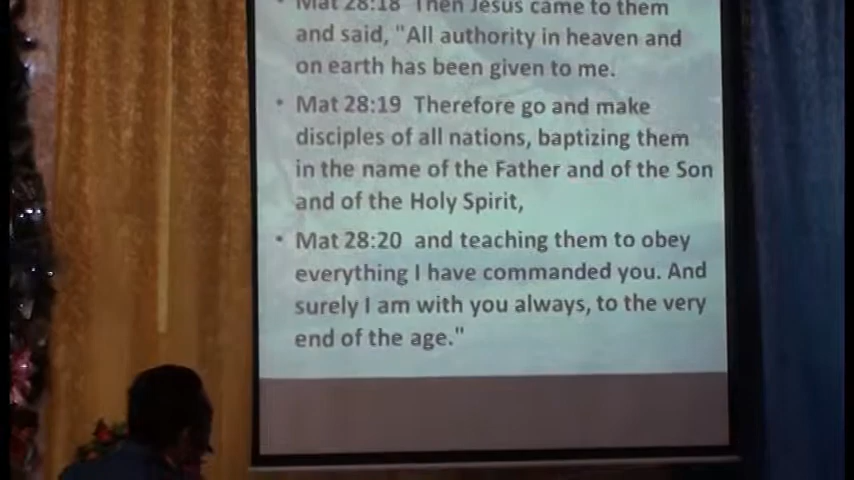 • Mat 28:18 Then Jesus came to them
and said, "All authority in heaven and
on earth has been given to me.
• Mat 28:19 Therefore go and make
disciples of all nations, baptizing them
in the name of the Father and of the Son
and of the Holy Spirit,
• Mat 28:20 and teaching them to obey
everything I have commanded you. And
surely I am with you always, to the very
end of the age."